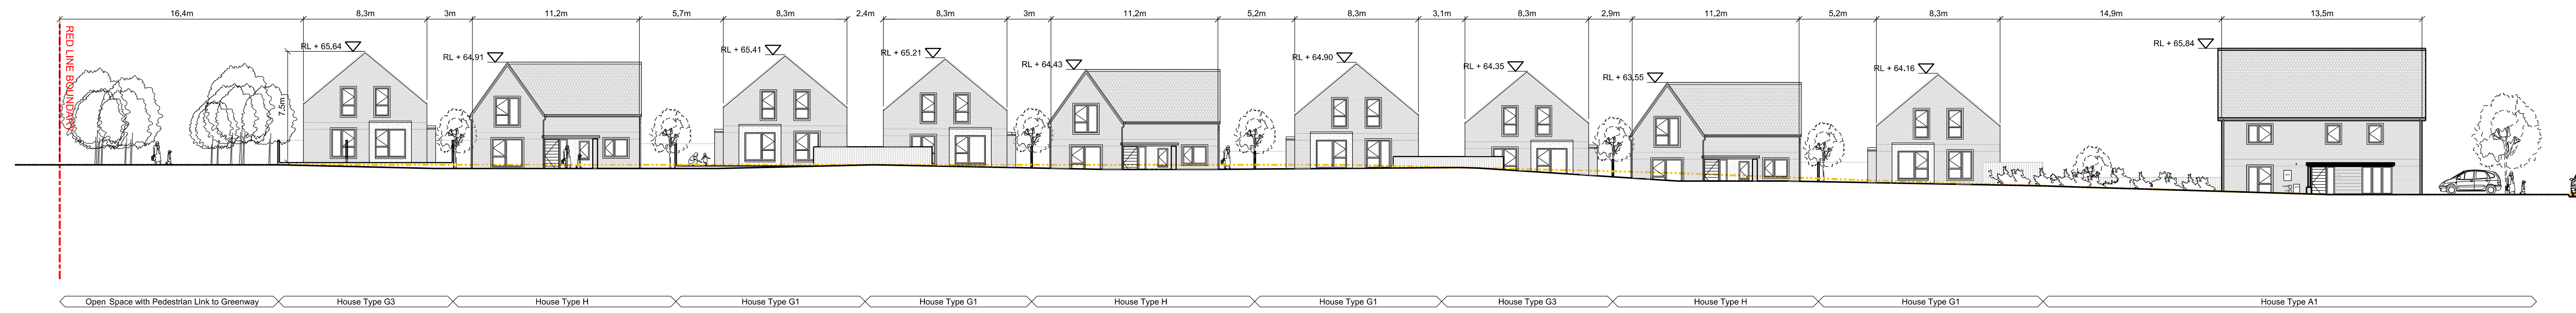 16,4m 8,3m 3m 11,2m 5,7m 8,3m 2,4m 8,3m 3m 11,2m 5,2m 8,3m 3,1m 8,3m 2,9m 11,2m 5,2m 8,3m 14,9m 13,5m
RED LINE BOUNDARY
RL + 65,64
RL + 64,91
RL + 65,41
RL + 65,21
RL + 64,43
RL + 64,90
RL + 64,35
RL + 63,55
RL + 64,16
RL + 65,84
7,5m
Open Space with Pedestrian Link to Greenway
House Type G3
House Type H
House Type G1
House Type G1
House Type H
House Type G1
House Type G3
House Type H
House Type G1
House Type A1